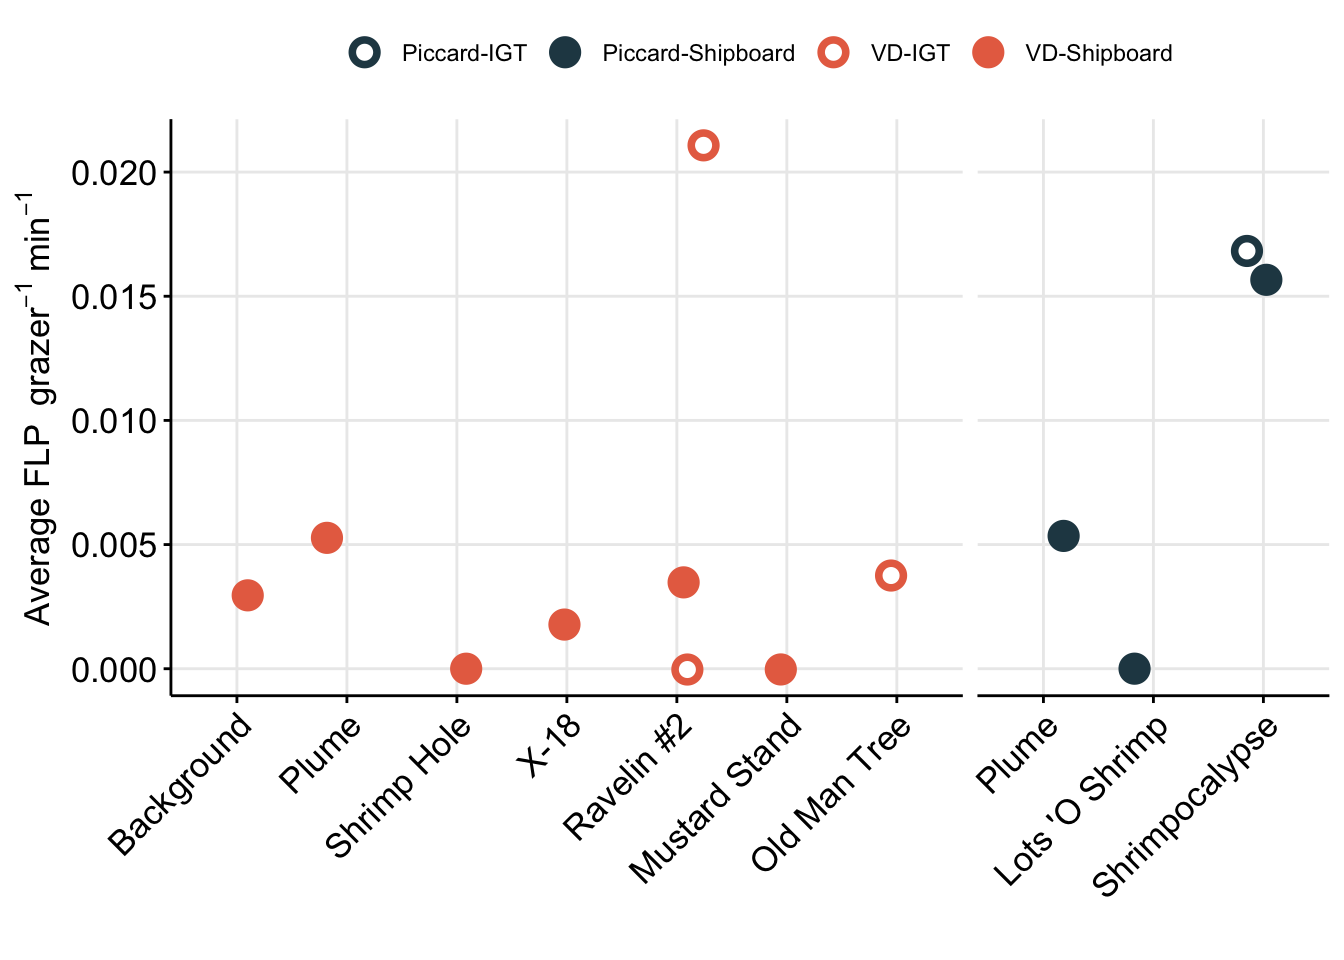 Piccard-IGT Piccard-Shipboard VD-IGT VD-Shipboard
Average FLP grazer⁻¹ min⁻¹
0.020
0.015
0.010
0.005
0.000
Background
Plume
Shrimp Hole
X-18
Ravelin #2
Mustard Stand
Old Man Tree
Plume
Lots 'O Shrimp
Shrimpocalypse